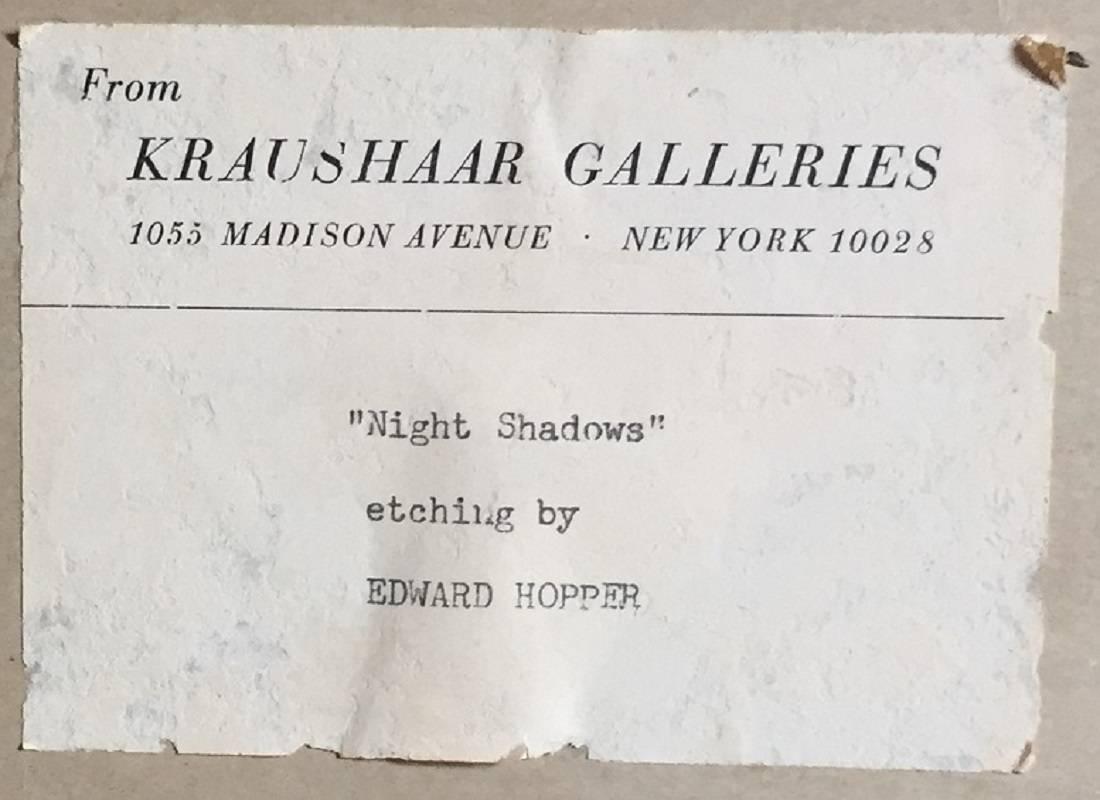 From
KRAUSHAAR GALLERIES
1055 MADISON AVENUE · NEW YORK 10028
"Night Shadows"
etching by
EDWARD HOPPER